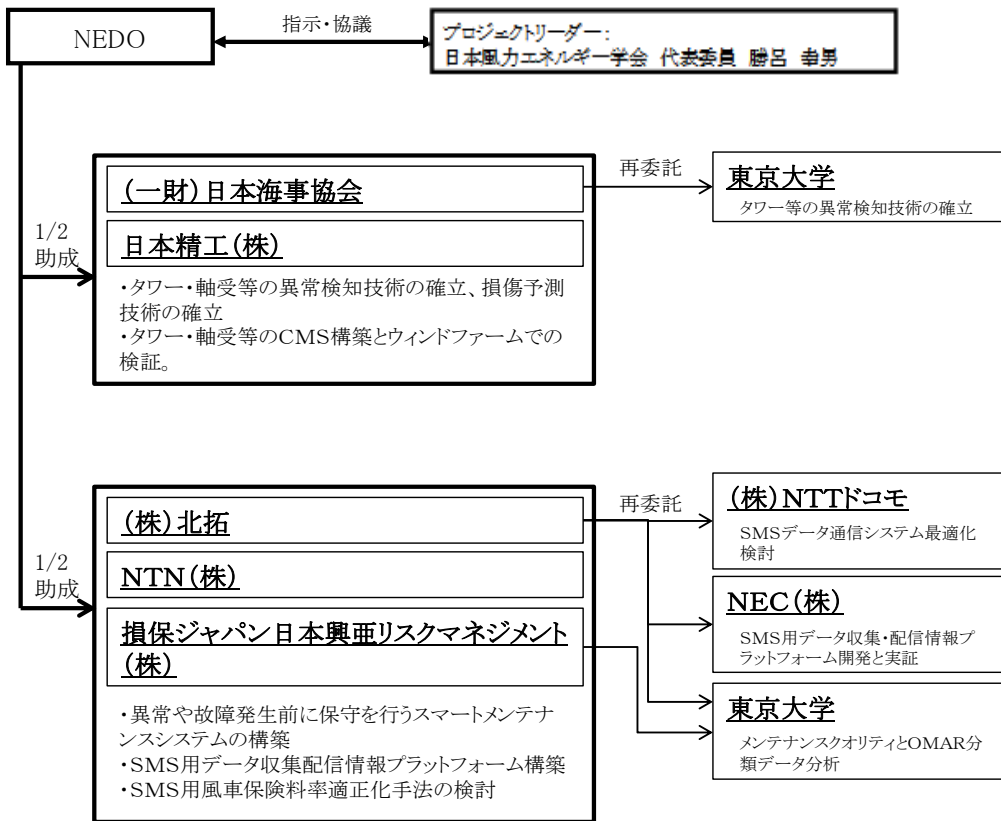 NEDO
指示・協議
プロジェクトリーダー:
日本風力エネルギー学会 代表委員 勝呂 幸男
1/2
助成
(一財)日本海事協会
日本精工(株)
・タワー・軸受等の異常検知技術の確立、損傷予測
技術の確立
・タワー・軸受等のCMS構築とウィンドファームでの
検証。
再委託
東京大学
タワー等の異常検知技術の確立
1/2
助成
(株)北拓
NTN(株)
損保ジャパン日本興亜リスクマネジメント
(株)
・異常や故障発生前に保守を行うスマートメンテナ
ンスシステムの構築
・SMS用データ収集配信情報プラットフォーム構築
・SMS用風車保険料率適正化手法の検討
再委託
(株)NTTドコモ
SMSデータ通信システム最適化
検討
NEC(株)
SMS用データ収集・配信情報プ
ラットフォーム開発と実証
東京大学
メンテナンスクオリティとOMAR分
類データ分析